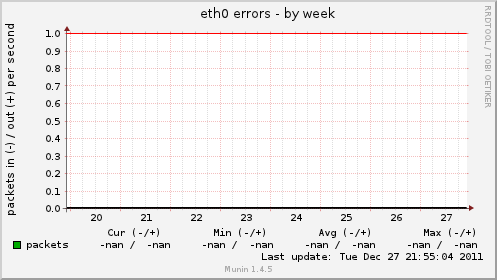 eth0 errors - by week
RRDTOOL / TOBI OETIKER
packets in (-) / out (+) per second
1.0
0.9
0.8
0.7
0.6
0.5
0.4
0.3
0.2
0.1
0.0
20 21 22 23 24 25 26 27
Cur (-/+) Min (-/+) Avg (-/+) Max (-/+)
packets -nan / -nan -nan / -nan -nan / -nan -nan / -nan
Last update: Tue Dec 27 21:55:04 2011
Munin 1.4.5